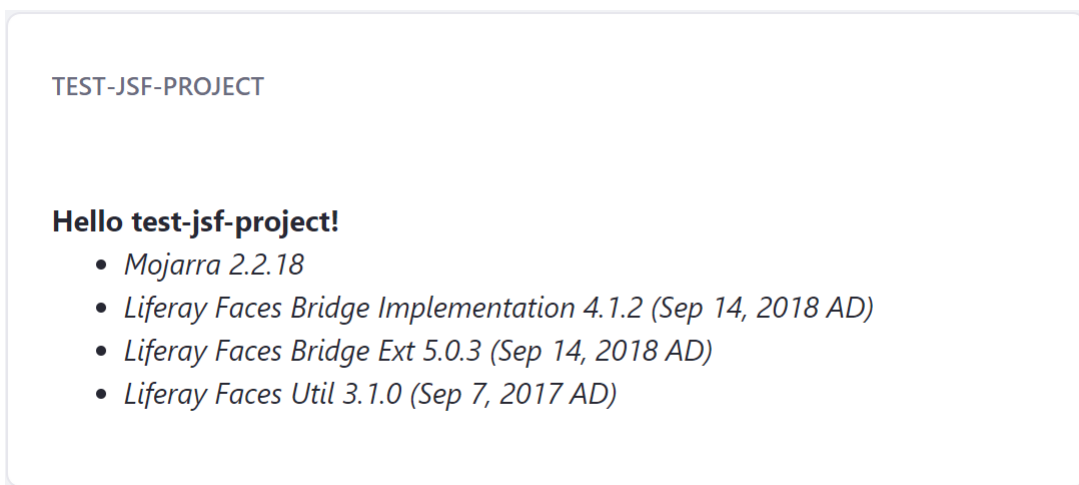 TEST-JSF-PROJECT
Hello test-jsf-project!
• Mojarra 2.2.18
• Liferay Faces Bridge Implementation 4.1.2 (Sep 14, 2018 AD)
• Liferay Faces Bridge Ext 5.0.3 (Sep 14, 2018 AD)
• Liferay Faces Util 3.1.0 (Sep 7, 2017 AD)